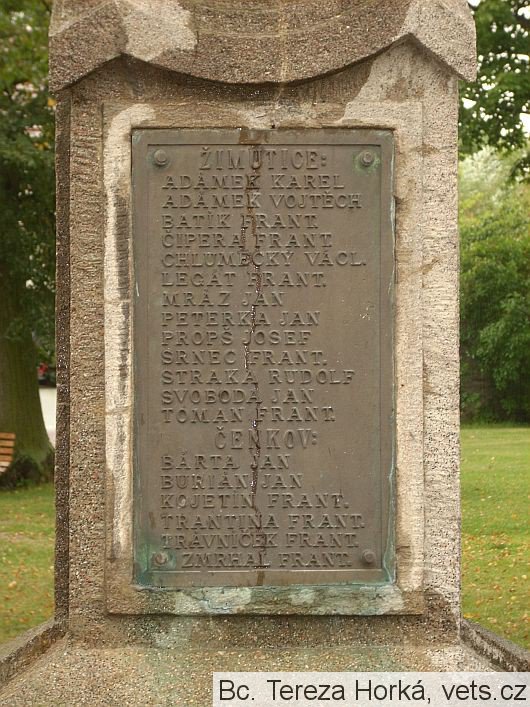 ŽIMUTICE:
ADÁMEK KAREL
ADÁMEK VOJTĚCH
BATÍK FRANT.
CIPERA FRANT.
CHLUMECKÝ VÁCL.
LEGÁT FRANT.
MRÁZ JAN
PETERKA JAN
PROPŠ JOSEF
SRNEC FRANT.
STRAKA RUDOLF
SVOBODA JAN
TOMAN FRANT.
ČENKOV:
BÁRTA JAN
BURIAN JAN
KOJETÍN FRANT.
TRANTINA FRANT.
TRÁVNÍČEK FRANT.
ZMRHAL FRANT.
Bc. Tereza Horká, vets.cz